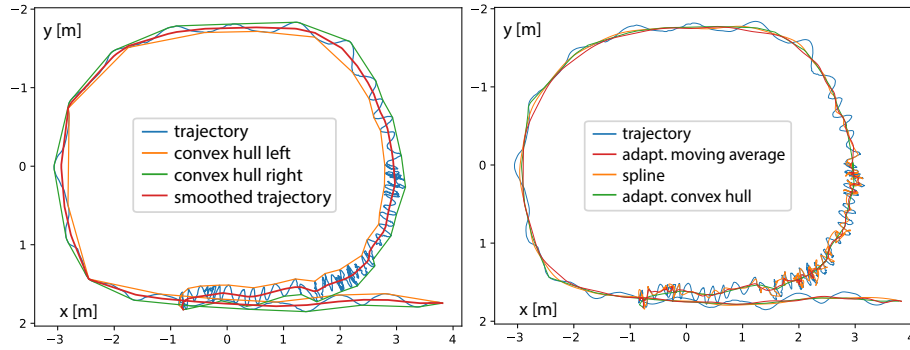 −2
y [m]
−1
0
trajectory
convex hull left
convex hull right
smoothed trajectory
1
x [m]
2
−3 −2 −1 0 1 2 3 4
−2
y [m]
−1
0
trajectory
adapt. moving average
spline
adapt. convex hull
1
x [m]
2
−3 −2 −1 0 1 2 3 4